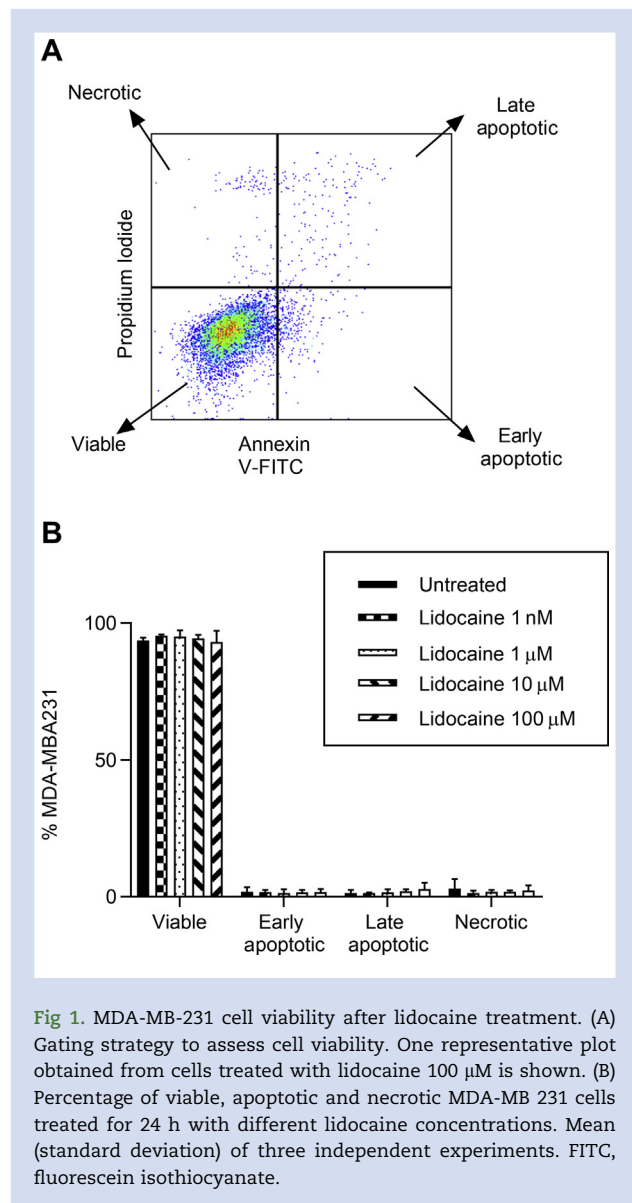 A
Necrotic
Late
apoptotic
Propidium Iodide
Viable
Annexin
V-FITC
Early
apoptotic
B
Untreated
Lidocaine 1 nM
Lidocaine 1 μM
Lidocaine 10 μM
Lidocaine 100 μM
% MDA-MBA231
100
50
0
Viable
Early
apoptotic
Late
apoptotic
Necrotic
Fig 1. MDA-MB-231 cell viability after lidocaine treatment. (A)
Gating strategy to assess cell viability. One representative plot
obtained from cells treated with lidocaine 100 μM is shown. (B)
Percentage of viable, apoptotic and necrotic MDA-MB 231 cells
treated for 24 h with different lidocaine concentrations. Mean
(standard deviation) of three independent experiments. FITC,
fluorescein isothiocyanate.